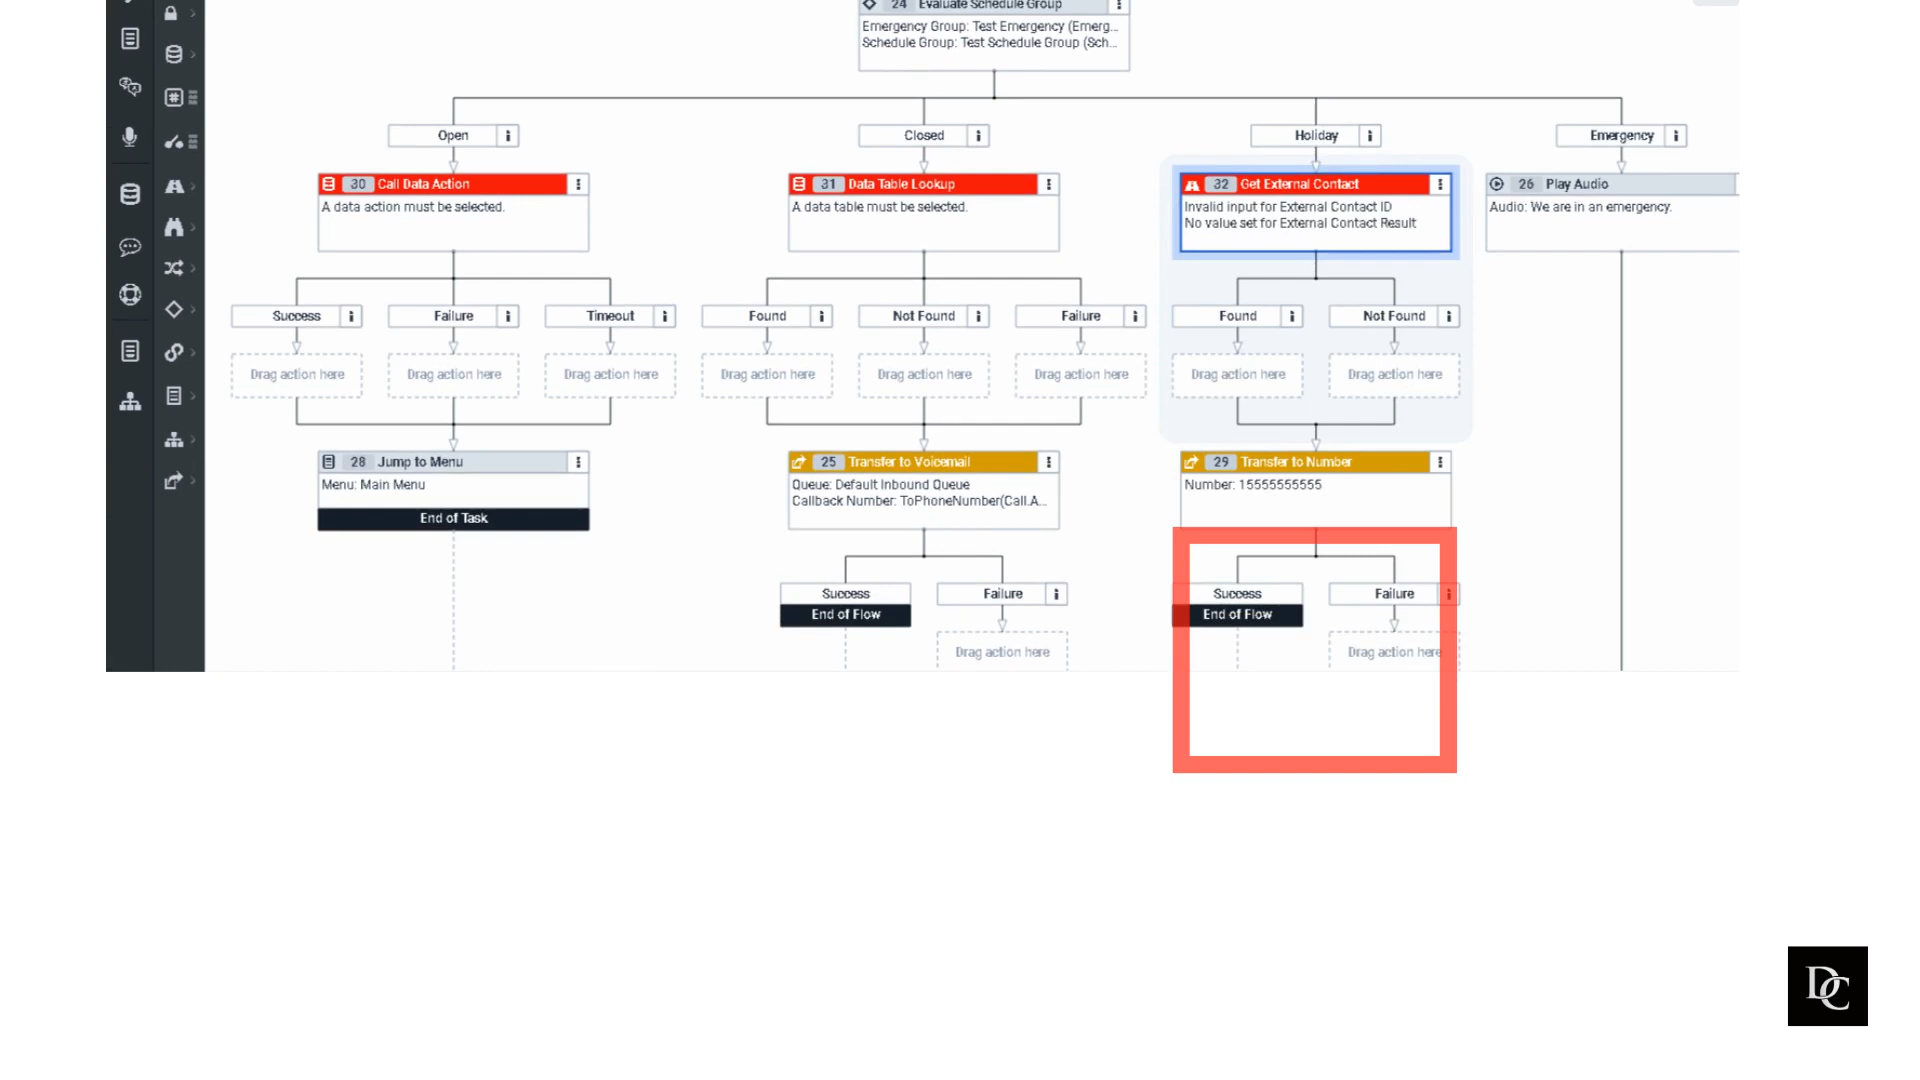 24 Evaluate Schedule Group
Emergency Group: Test Emergency (Emerg...
Schedule Group: Test Schedule Group (Sch...
Open
Closed
Holiday
Emergency
30 Call Data Action
A data action must be selected.
31 Data Table Lookup
A data table must be selected.
32 Get External Contact
Invalid input for External Contact ID
No value set for External Contact Result
26 Play Audio
Audio: We are in an emergency.
Success
Failure
Timeout
Found
Not Found
Failure
Found
Not Found
Drag action here
Drag action here
Drag action here
Drag action here
Drag action here
Drag action here
Drag action here
Drag action here
28 Jump to Menu
Menu: Main Menu
End of Task
25 Transfer to Voicemail
Queue: Default Inbound Queue
Callback Number: ToPhoneNumber(Call.A...
29 Transfer to Number
Number: 15555555555
Success
End of Flow
Failure
Drag action here
Success
End of Flow
Failure
Drag action here
DC